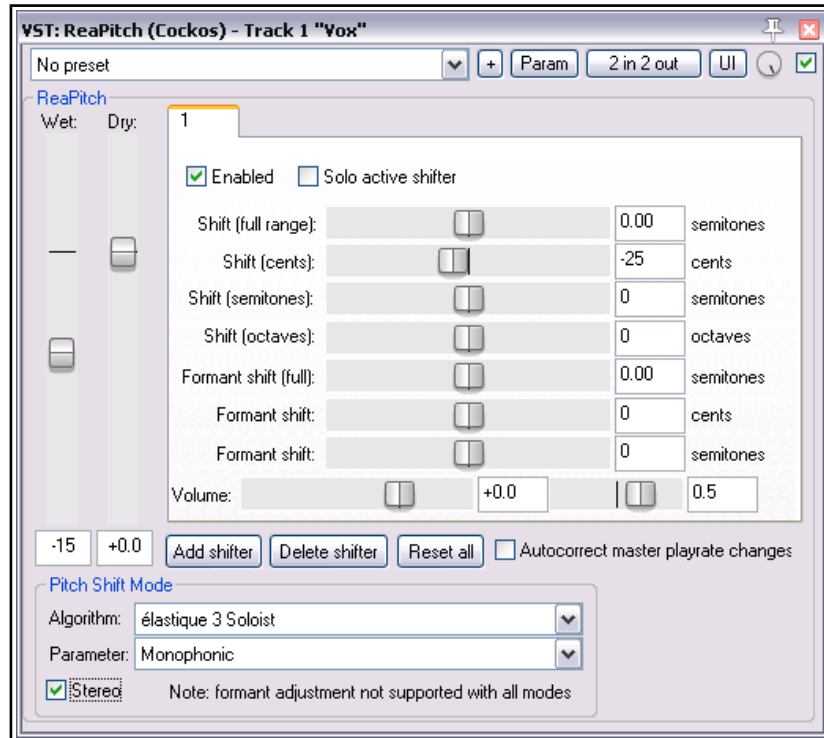 VST: ReaPitch (Cockos) - Track 1 "Vox"
No preset + Param 2 in 2 out UI
ReaPitch
Wet: Dry: 1
Enabled Solo active shifter
Shift (full range): 0.00 semitones
Shift (cents): -25 cents
Shift (semitones): 0 semitones
Shift (octaves): 0 octaves
Formant shift (full): 0.00 semitones
Formant shift: 0 cents
Formant shift: 0 semitones
Volume: +0.0 0.5
-15 +0.0 Add shifter Delete shifter Reset all Autocorrect master playrate changes
Pitch Shift Mode
Algorithm: élastique 3 Soloist
Parameter: Monophonic
Stereo Note: formant adjustment not supported with all modes